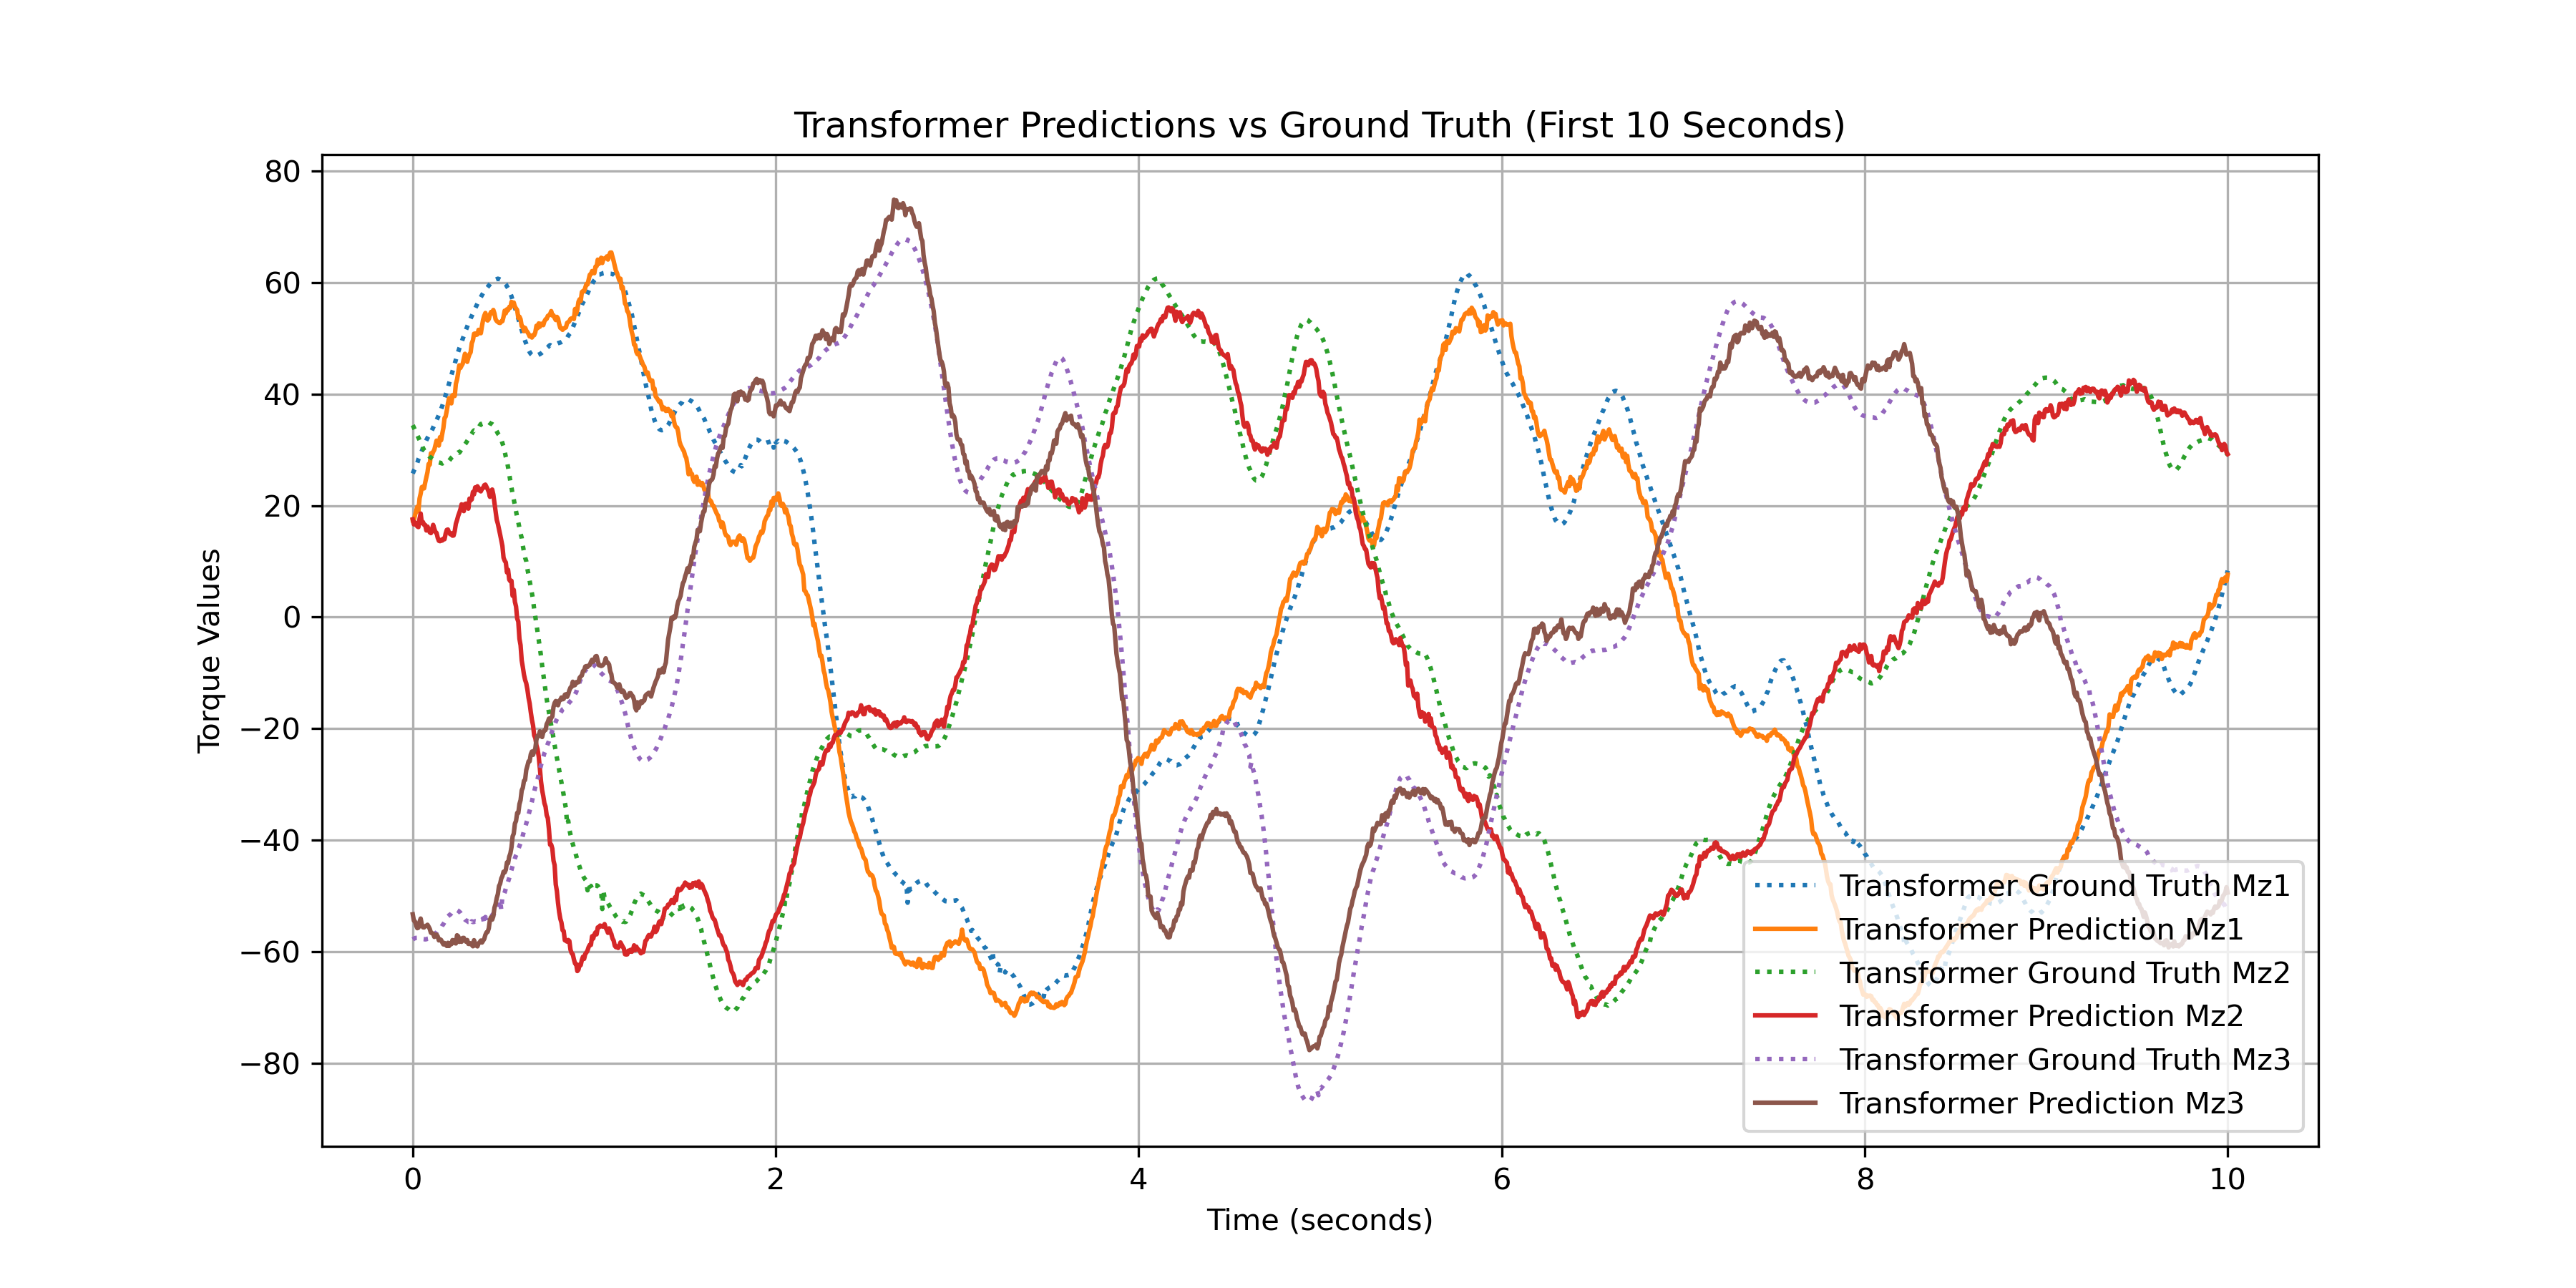 Transformer Predictions vs Ground Truth (First 10 Seconds)
80
60
40
20
0
−20
−40
−60
−80
Torque Values
0 2 4 6 8 10
Time (seconds)
Transformer Ground Truth Mz1
Transformer Prediction Mz1
Transformer Ground Truth Mz2
Transformer Prediction Mz2
Transformer Ground Truth Mz3
Transformer Prediction Mz3